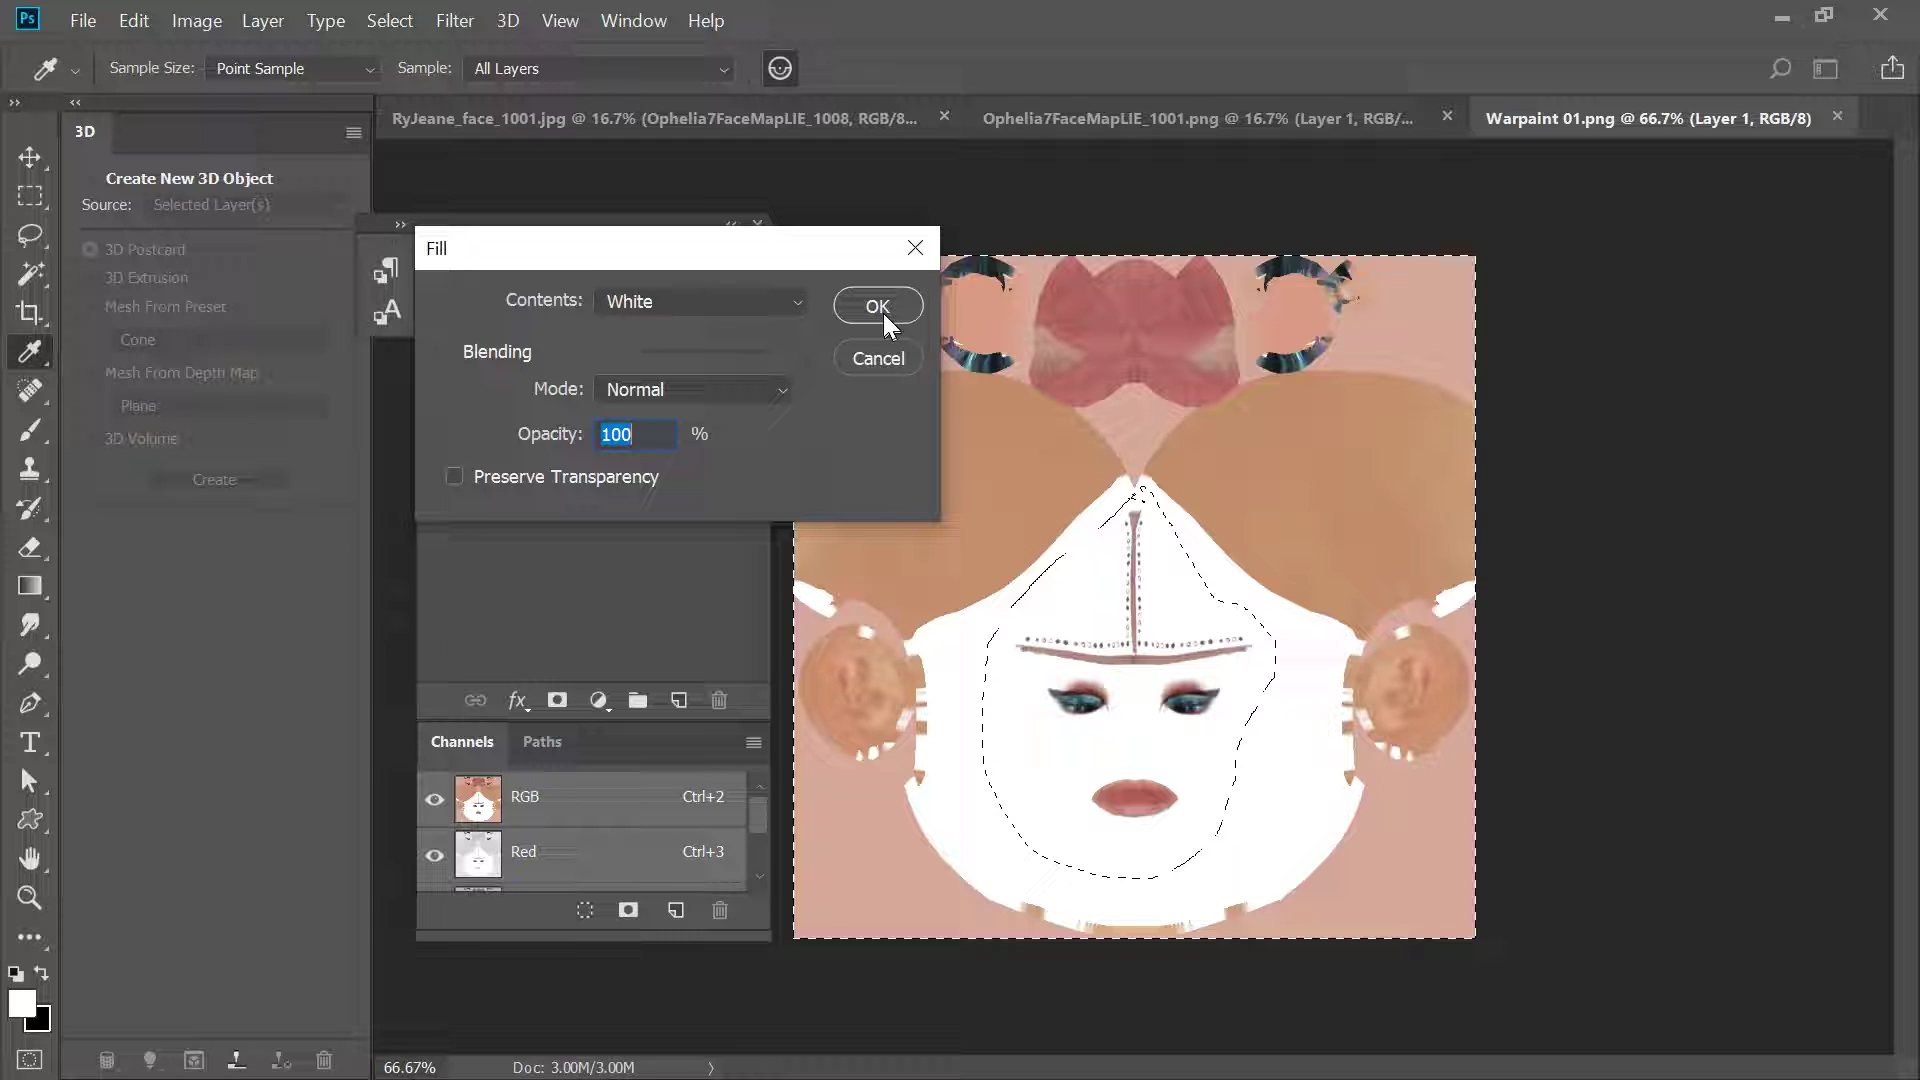 Ps File Edit Image Layer Type Select Filter 3D View Window Help
Sample Size: Point Sample Sample: All Layers
RyJeane_face_1001.jpg @ 16.7% (Ophelia7FaceMapLIE_1008, RGB/8... Ophelia7FaceMapLIE_1001.png @ 16.7% (Layer 1, RGB/... Warpaint 01.png @ 66.7% (Layer 1, RGB/8)
3D
Create New 3D Object
Source: Selected Layer(s)
3D Postcard
3D Extrusion
Mesh From Preset
Cone
Mesh From Depth Map
Plane
3D Volume
Create
Fill
Contents: White
OK
Blending
Cancel
Mode: Normal
Opacity: 100 %
Preserve Transparency
Channels Paths
RGB Ctrl+2
Red Ctrl+3
66.67% Doc: 3.00M/3.00M